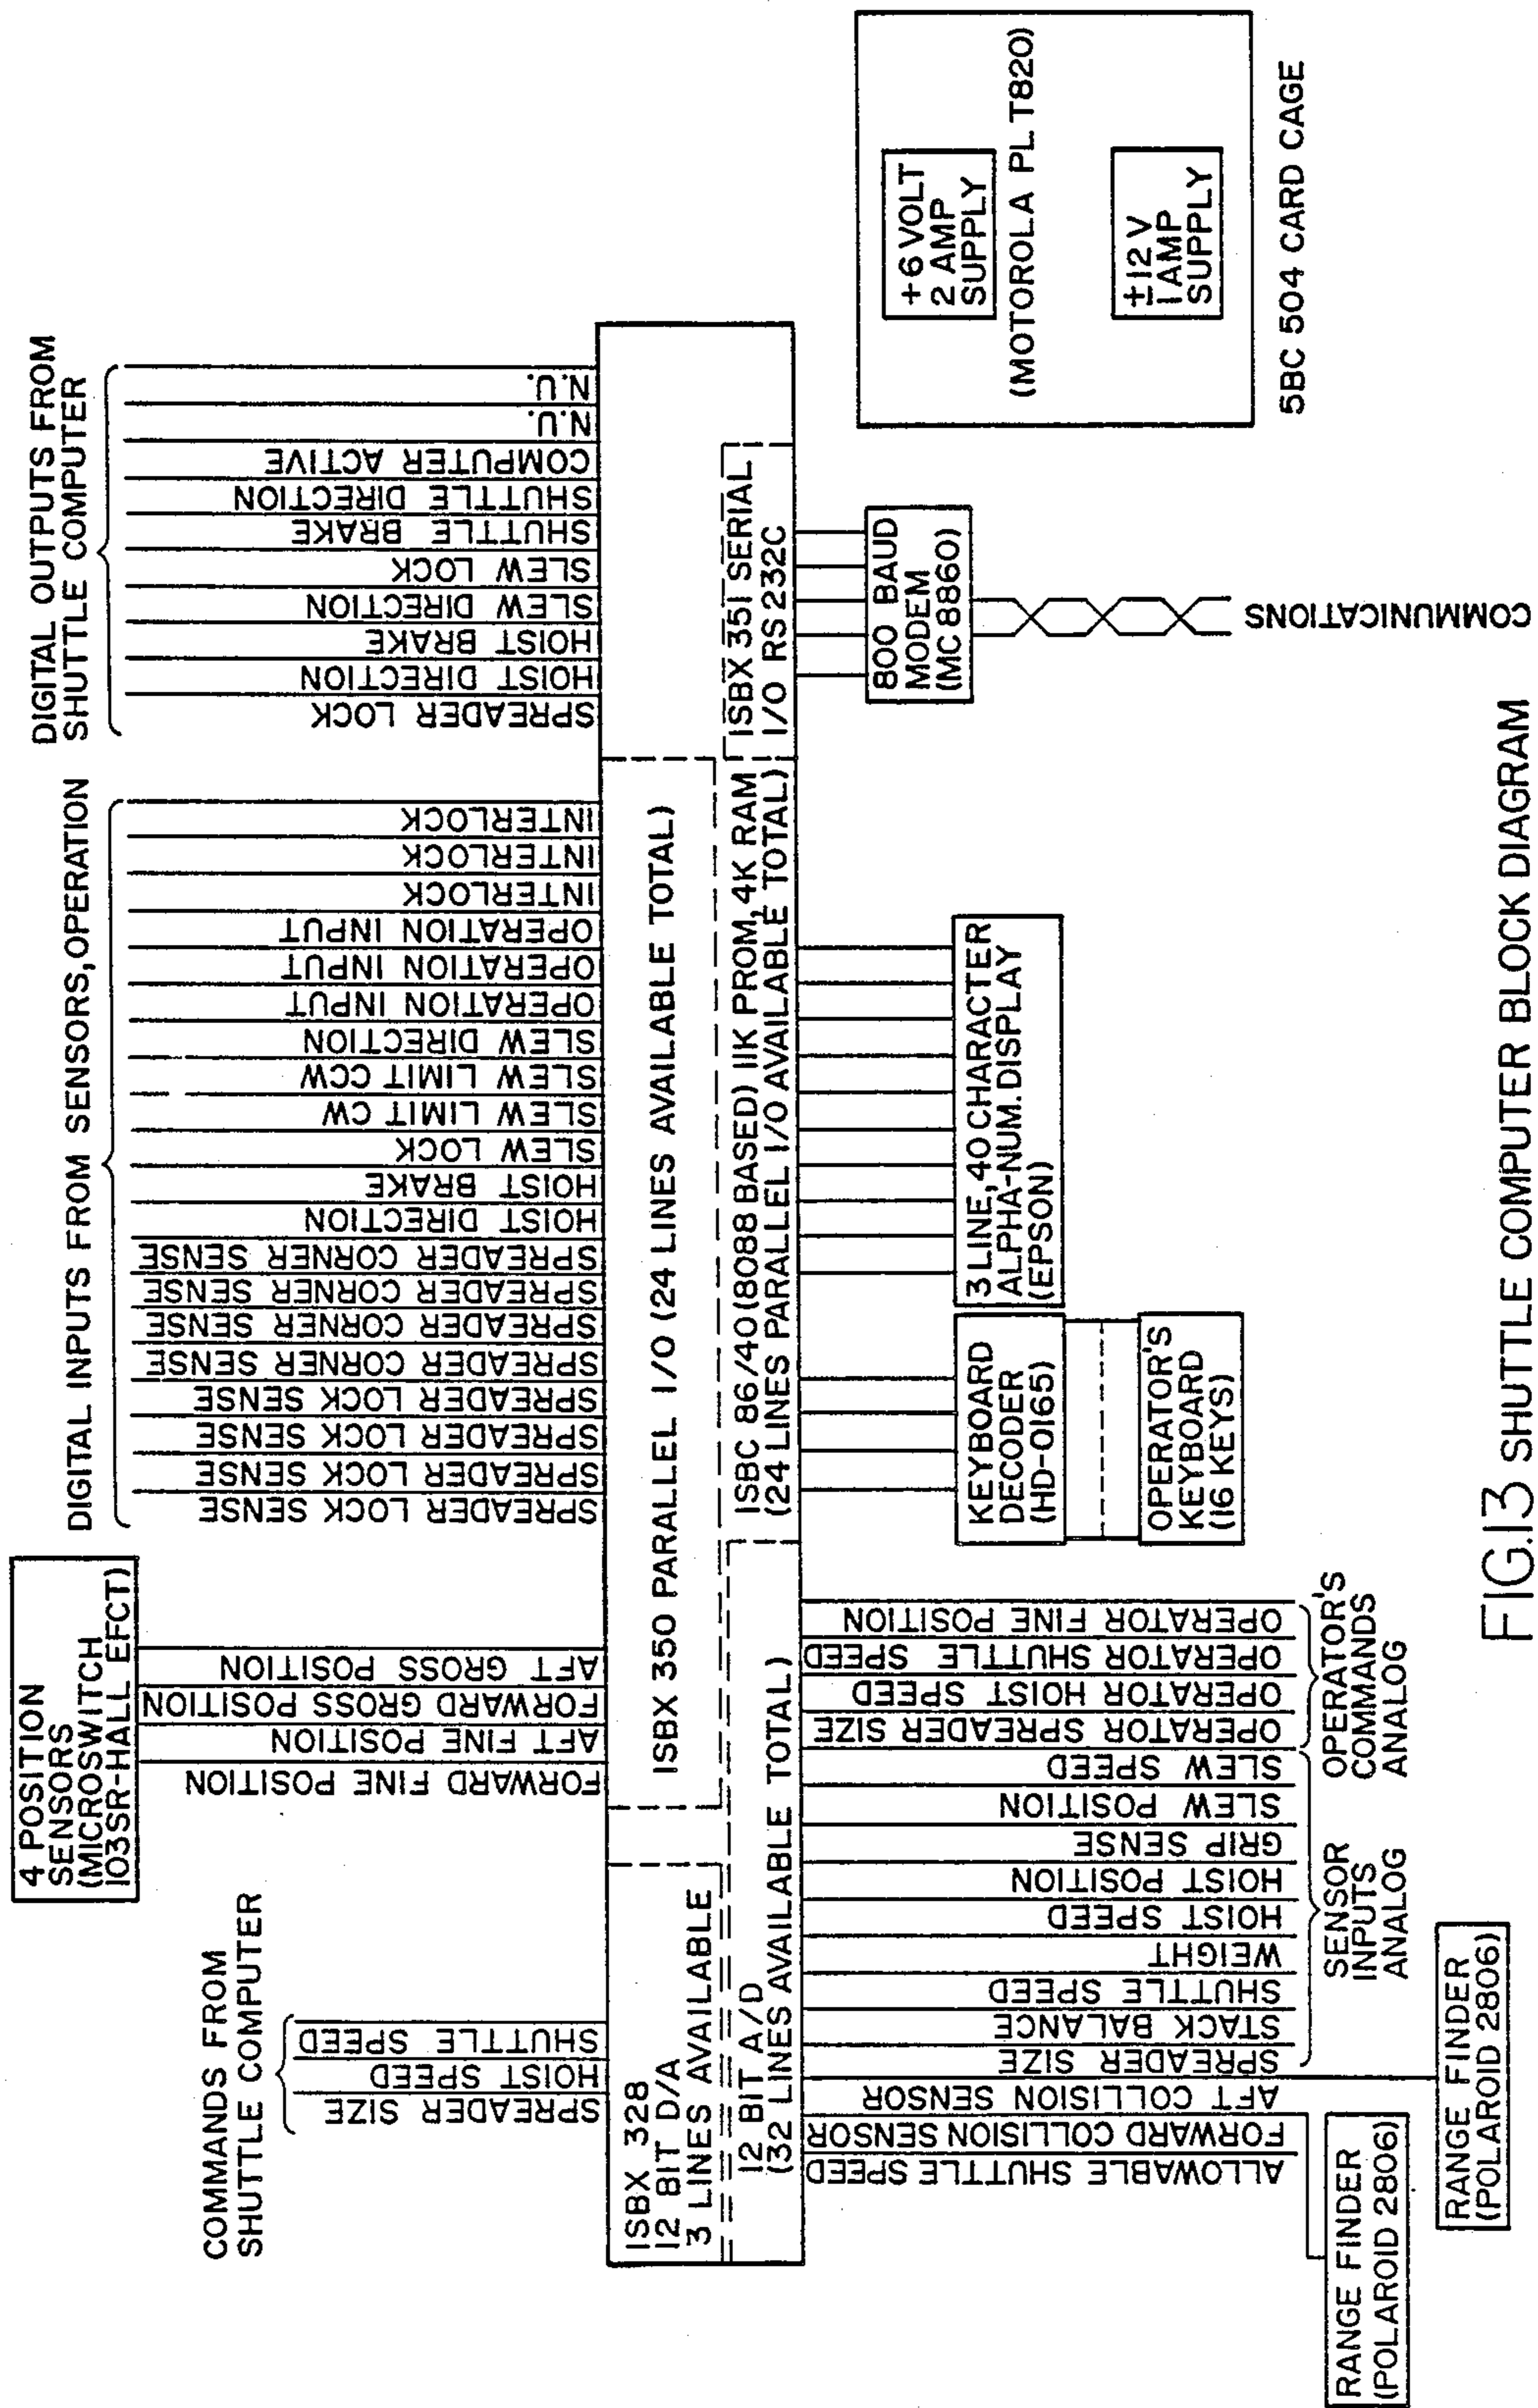 4 POSITION
SENSORS
(MICROSWITCH
103SR-HALL EFCT)
COMMANDS FROM
SHUTTLE COMPUTER
SPREADER SIZE
HOIST SPEED
SHUTTLE SPEED
FORWARD FINE POSITION
AFT FINE POSITION
FORWARD GROSS POSITION
AFT GROSS POSITION
DIGITAL INPUTS FROM SENSORS, OPERATION
SPREADER LOCK SENSE
SPREADER LOCK SENSE
SPREADER LOCK SENSE
SPREADER LOCK SENSE
SPREADER CORNER SENSE
SPREADER CORNER SENSE
SPREADER CORNER SENSE
SPREADER CORNER SENSE
HOIST DIRECTION
HOIST BRAKE
SLEW LOCK
SLEW LIMIT CW
SLEW LIMIT CCW
SLEW DIRECTION
OPERATION INPUT
OPERATION INPUT
OPERATION INPUT
INTERLOCK
INTERLOCK
INTERLOCK
DIGITAL OUTPUTS FROM
SHUTTLE COMPUTER
SPREADER LOCK
HOIST DIRECTION
HOIST BRAKE
SLEW DIRECTION
SLEW LOCK
SHUTTLE BRAKE
SHUTTLE DIRECTION
COMPUTER ACTIVE
N.U.
N.U.
ISBX 328
12 BIT D/A
3 LINES AVAILABLE
ISBX 350 PARALLEL I/O (24 LINES AVAILABLE TOTAL)
12 BIT A/D
(32 LINES AVAILABLE TOTAL)
ISBC 86/40 (8088 BASED) 11K PROM, 4K RAM
(24 LINES PARALLEL I/O AVAILABLE TOTAL)
ISBX 351 SERIAL
I/O RS 232C
ALLOWABLE SHUTTLE SPEED
FORWARD COLLISION SENSOR
AFT COLLISION SENSOR
SPREADER SIZE
STACK BALANCE
SHUTTLE SPEED
WEIGHT
HOIST SPEED
HOIST POSITION
GRIP SENSE
SLEW POSITION
SLEW SPEED
OPERATOR SPREADER SIZE
OPERATOR HOIST SPEED
OPERATOR SHUTTLE SPEED
OPERATOR FINE POSITION
SENSOR
INPUTS
ANALOG
OPERATOR'S
COMMANDS
ANALOG
RANGE FINDER
(POLAROID 2806)
RANGE FINDER
(POLAROID 2806)
KEYBOARD
DECODER
(HD-0165)
OPERATOR'S
KEYBOARD
(16 KEYS)
3 LINE, 40 CHARACTER
ALPHA-NUM. DISPLAY
(EPSON)
800 BAUD
MODEM
(MC 8860)
COMMUNICATIONS
+6 VOLT
2 AMP
SUPPLY
(MOTOROLA PLT820)
±12 V
1 AMP
SUPPLY
5BC 504 CARD CAGE
FIG.13 SHUTTLE COMPUTER BLOCK DIAGRAM